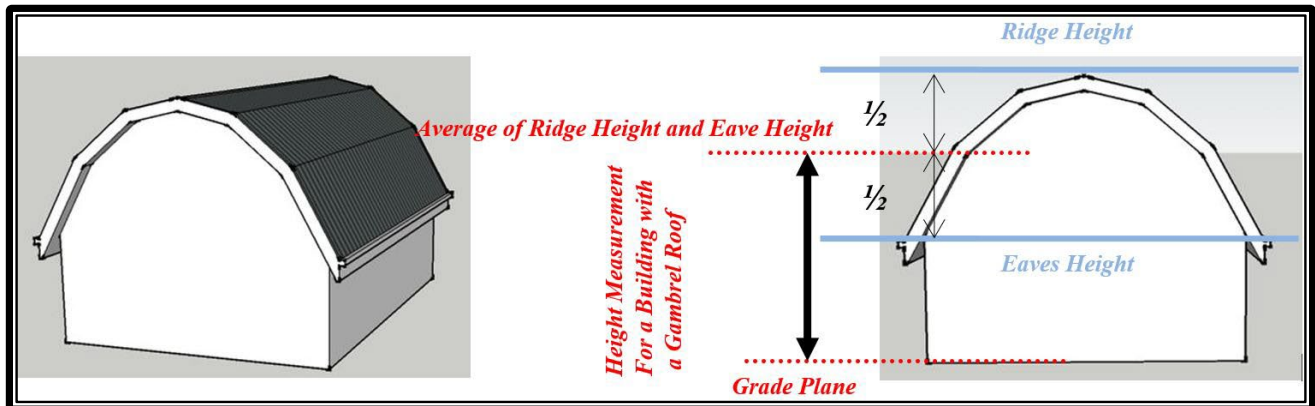 Ridge Height
½
Average of Ridge Height and Eave Height
½
Height Measurement
For a Building with
a Gambrel Roof
Eaves Height
Grade Plane